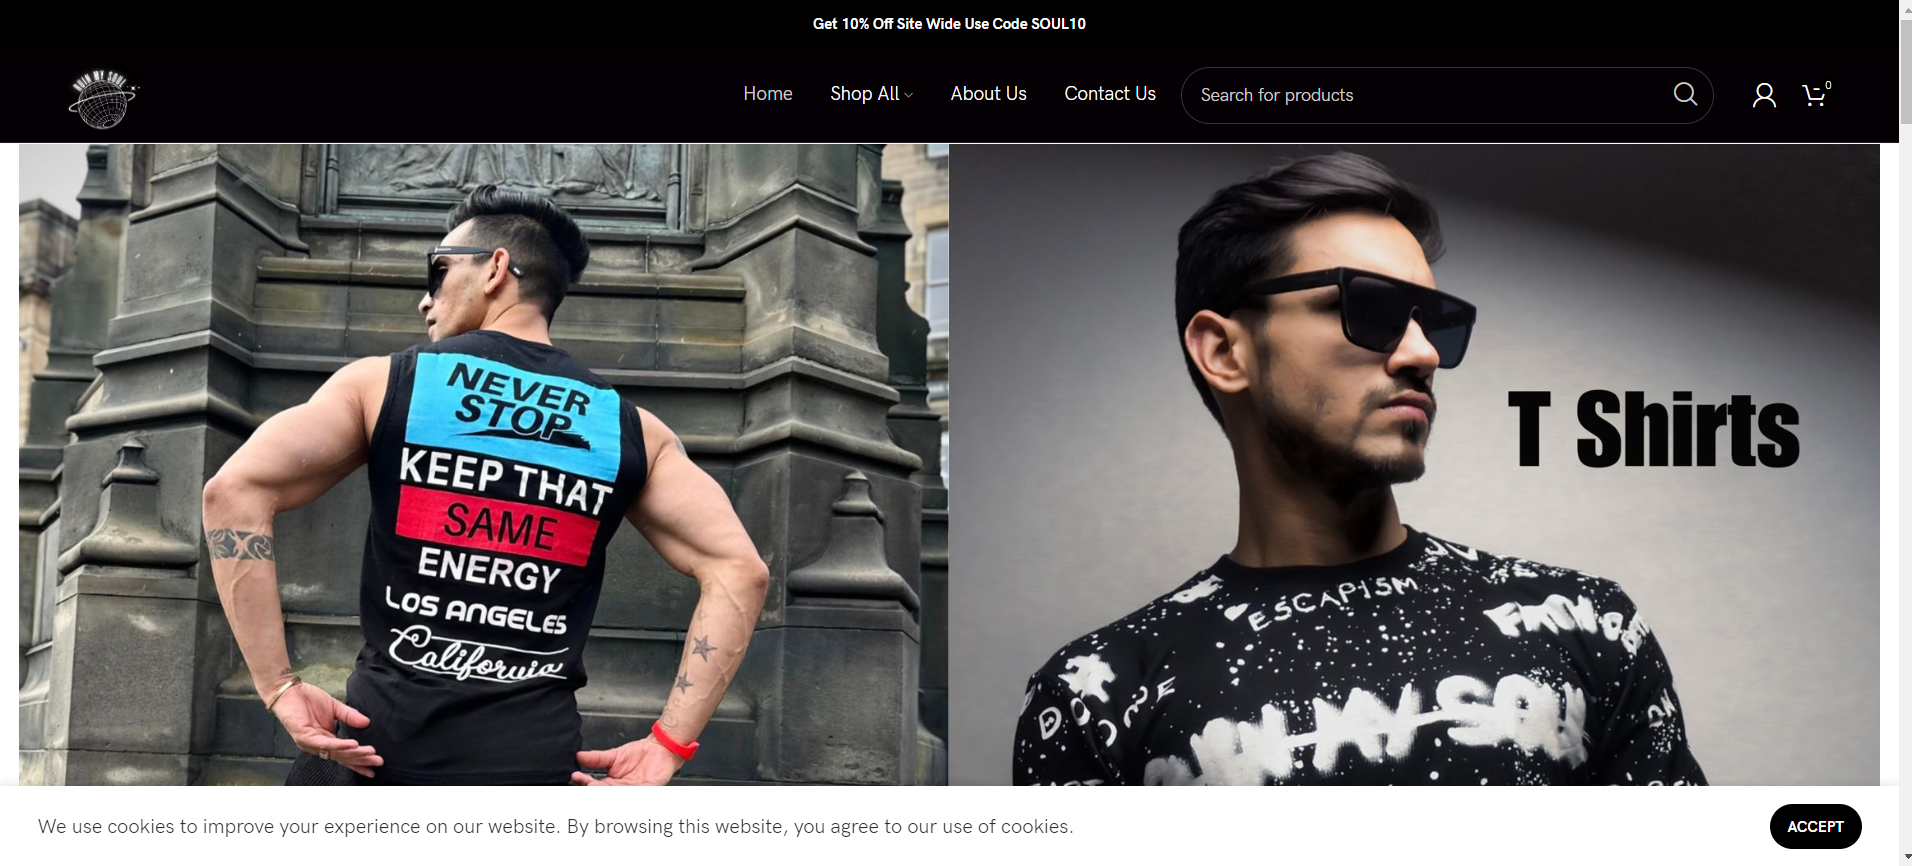 Get 10% Off Site Wide Use Code SOUL10
RUIN MY SOUL
Home
Shop All
About Us
Contact Us
Search for products
0
NEVER
STOP
KEEP THAT
SAME
ENERGY
LOS ANGELES
California
T Shirts
ESCAPISM
We use cookies to improve your experience on our website. By browsing this website, you agree to our use of cookies.
ACCEPT